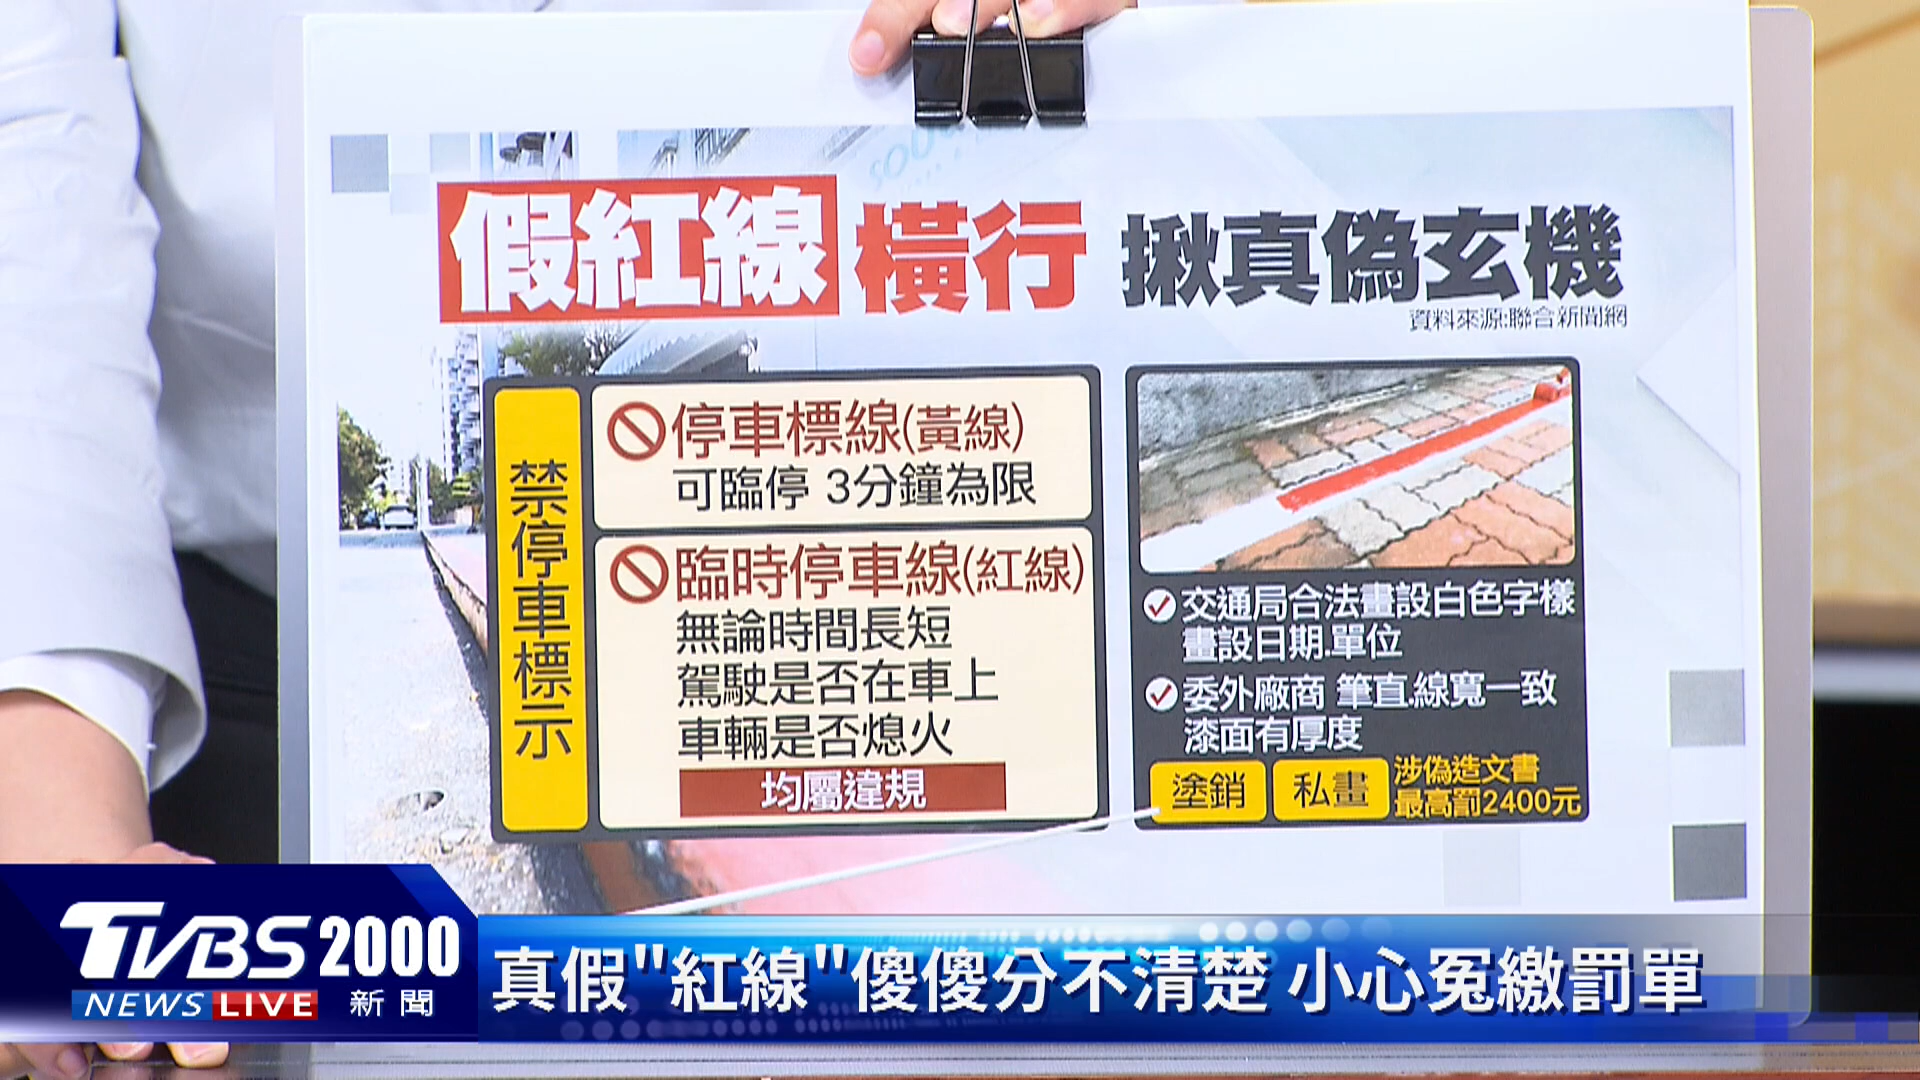 假紅線 橫行 揪真偽玄機
資料來源:聯合新聞網
禁停車標示
停車標線(黃線)
可臨停 3分鐘為限
臨時停車線(紅線)
無論時間長短
駕駛是否在車上
車輛是否熄火
均屬違規
交通局合法畫設白色字樣
畫設日期.單位
委外廠商 筆直.線寬一致
漆面有厚度
塗銷 私畫 涉偽造文書
最高罰2400元
TVBS 2000
NEWS LIVE 新聞
真假"紅線"傻傻分不清楚 小心冤繳罰單